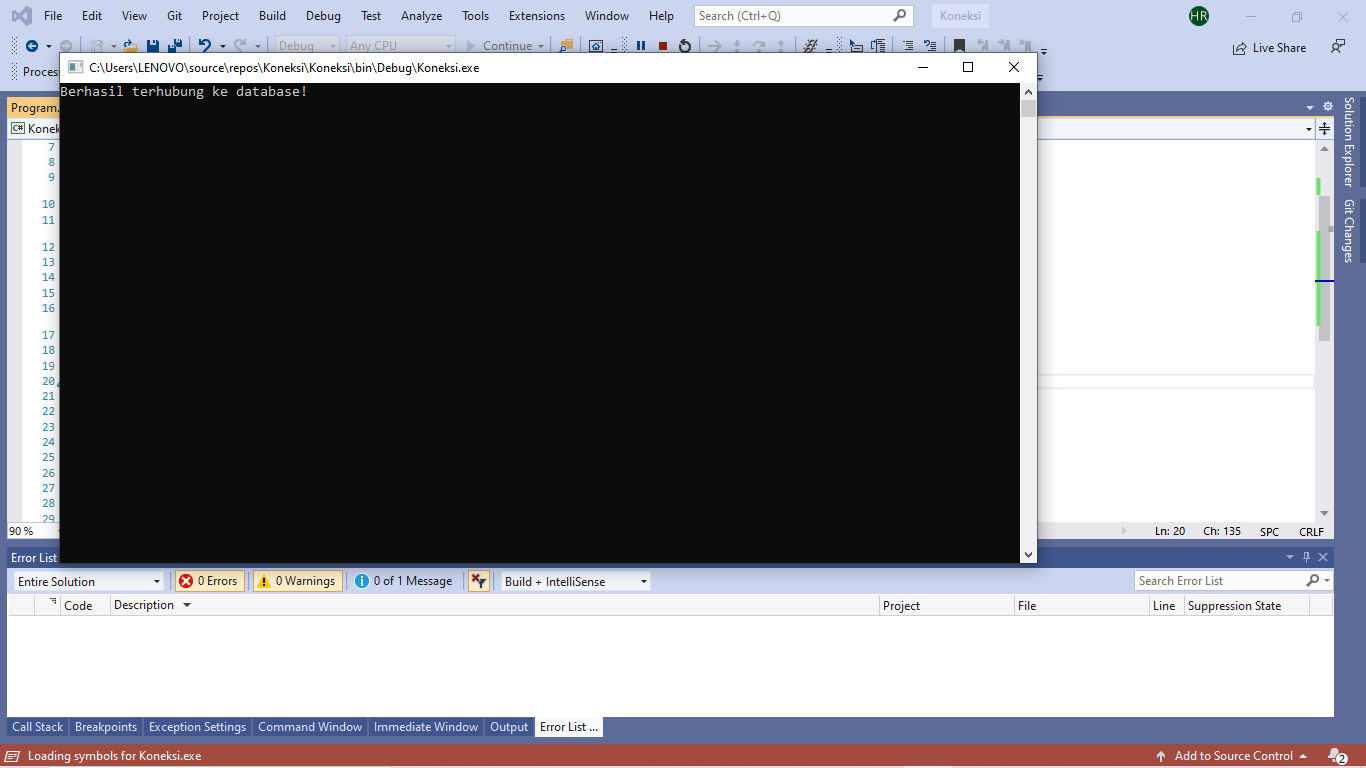 File Edit View Git Project Build Debug Test Analyze Tools Extensions Window Help Search (Ctrl+Q) Koneksi HR
Debug Any CPU Continue Live Share
Process
C:\Users\LENOVO\source\repos\Koneksi\Koneksi\bin\Debug\Koneksi.exe
Berhasil terhubung ke database!
Program.
C# Konek
Solution Explorer
Git Changes
7
8
9
10
11
12
13
14
15
16
17
18
19
20
21
22
23
24
25
26
27
28
29
90 % Ln: 20 Ch: 135 SPC CRLF
Error List
Entire Solution 0 Errors 0 Warnings 0 of 1 Message Build + IntelliSense Search Error List
Code Description Project File Line Suppression State
Call Stack Breakpoints Exception Settings Command Window Immediate Window Output Error List ...
Loading symbols for Koneksi.exe Add to Source Control 2